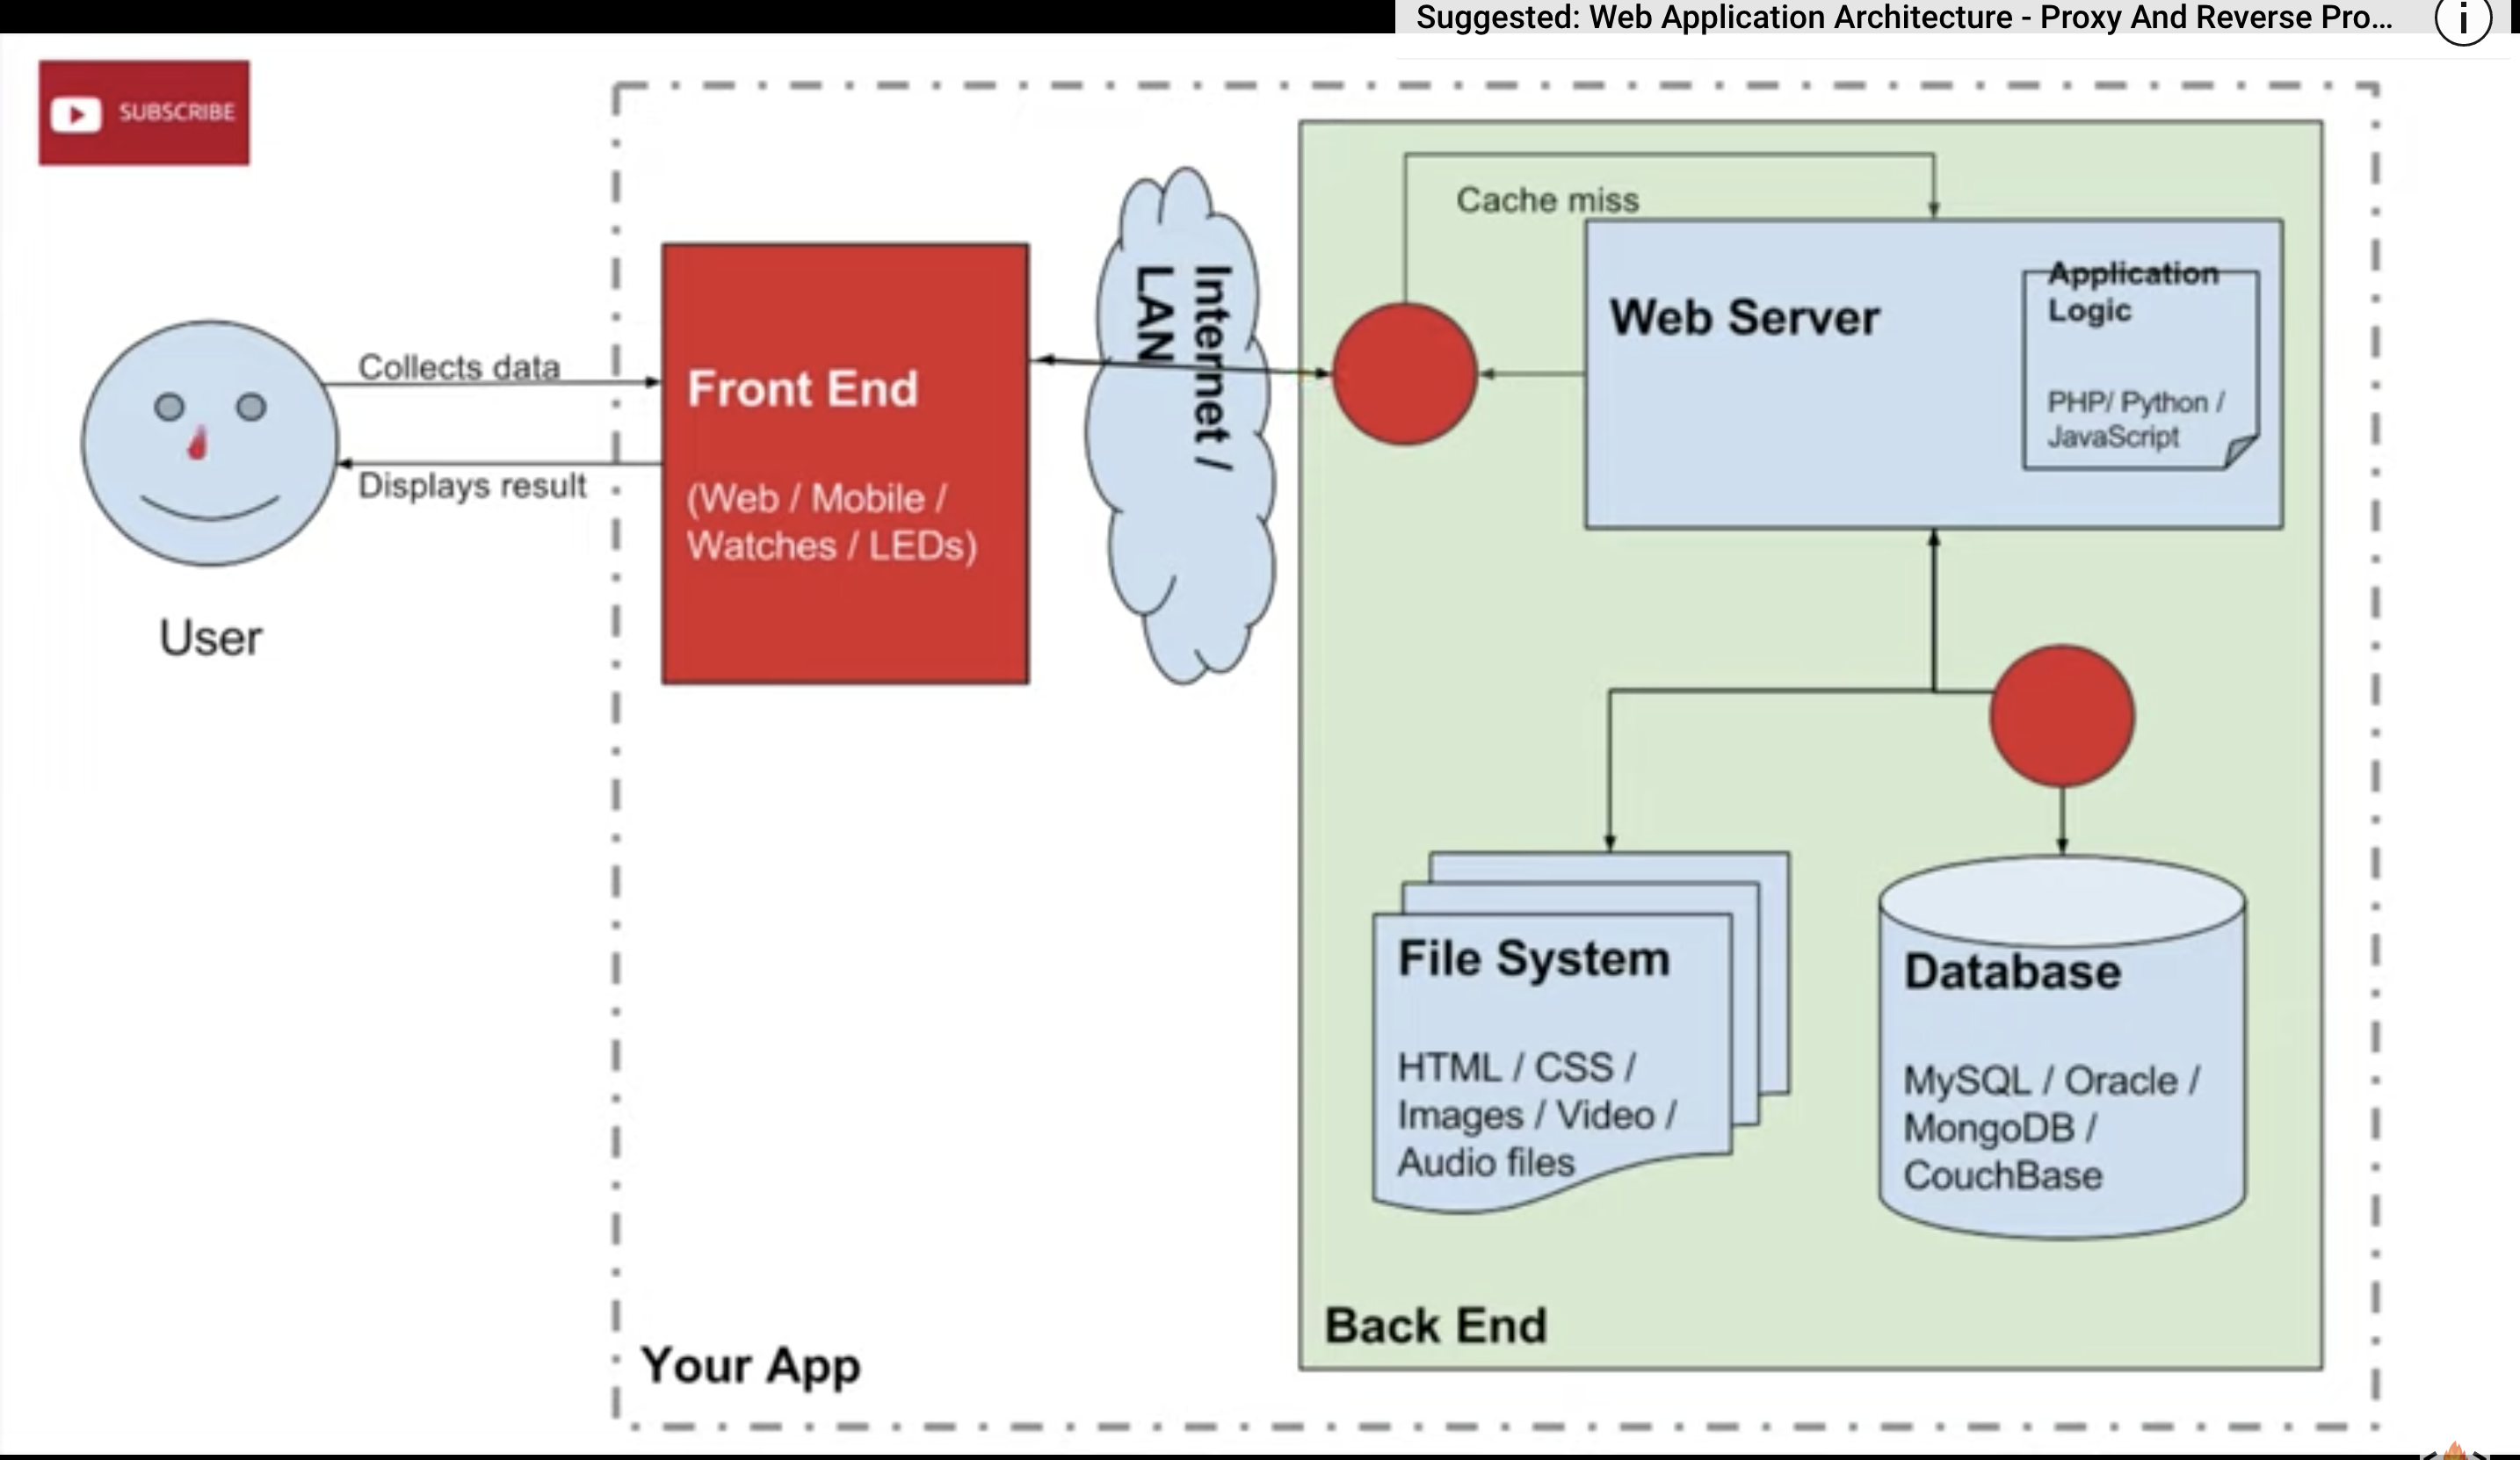 Suggested: Web Application Architecture - Proxy And Reverse Pro...
i
SUBSCRIBE
Collects data
Displays result
User
Front End
(Web / Mobile /
Watches / LEDs)
Internet /
LAN
Cache miss
Web Server
Application
Logic
PHP/ Python /
JavaScript
File System
HTML / CSS /
Images / Video /
Audio files
Database
MySQL / Oracle /
MongoDB /
CouchBase
Back End
Your App